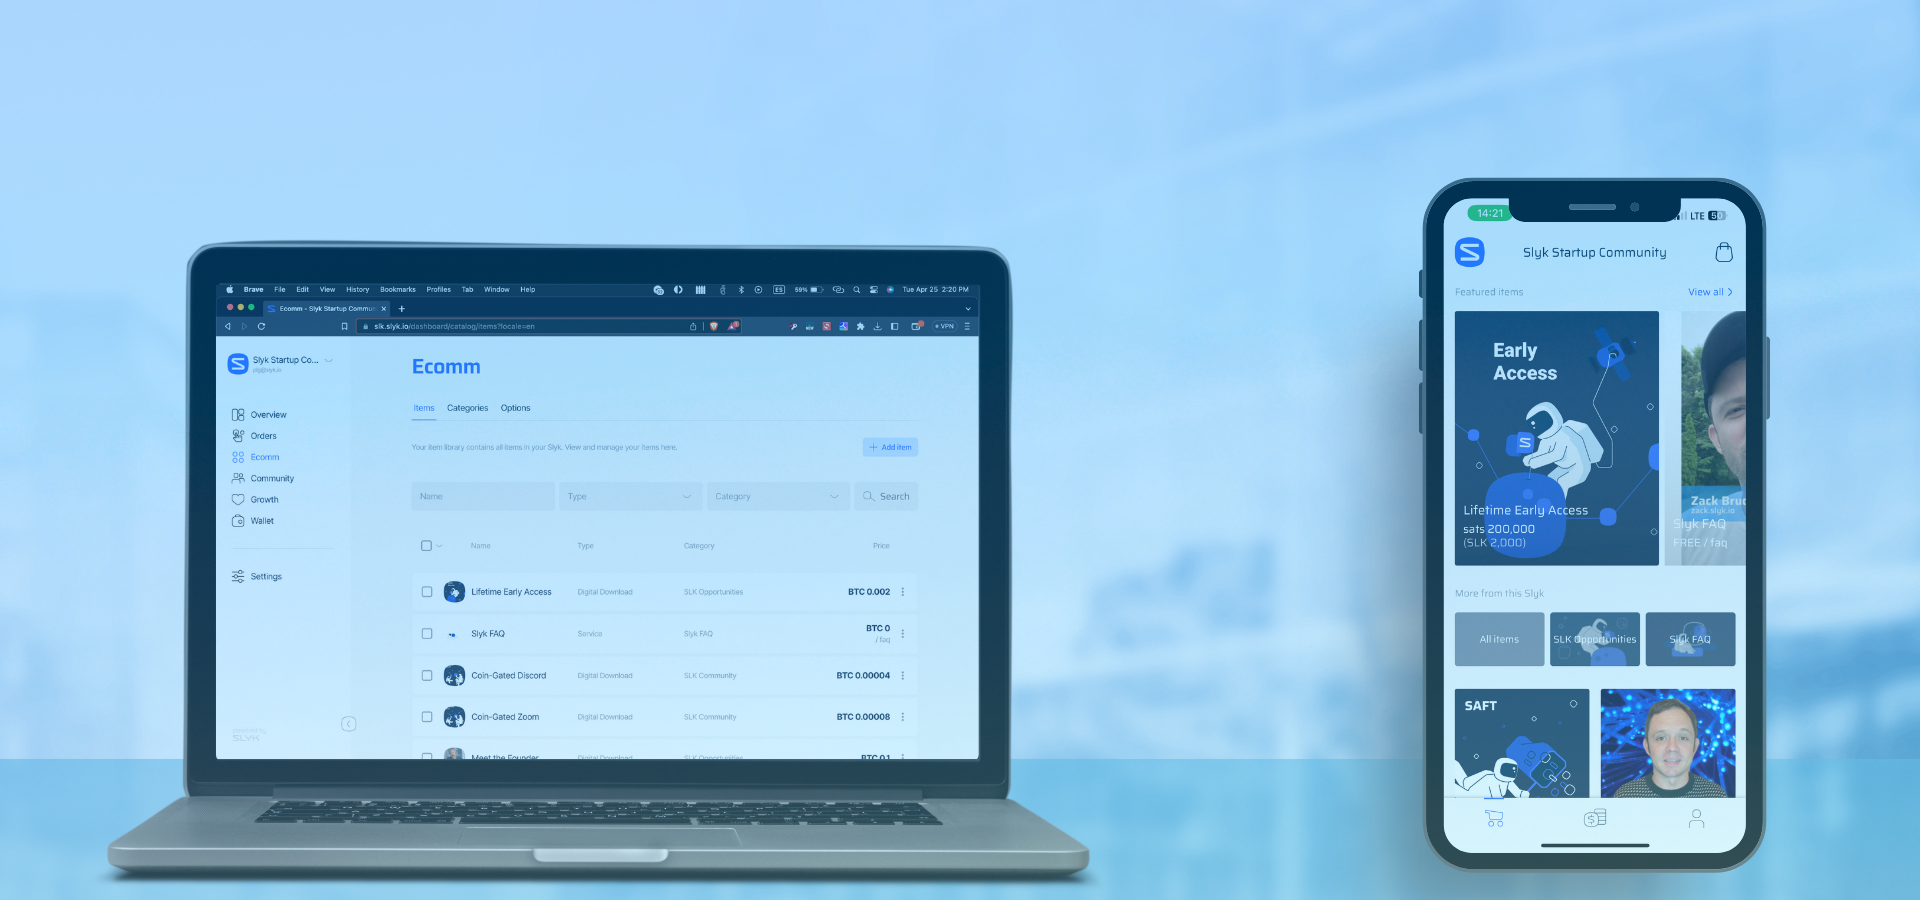 Brave File Edit View History Bookmarks Profiles Tab Window Help
ES 59% Tue Apr 25 2:20 PM
Ecomm - Slyk Startup Commun
slk.slyk.io/dashboard/catalog/items?locale=en
VPN
Slyk Startup Co...
Overview
Orders
Ecomm
Community
Growth
Wallet
Settings
SLYK
Ecomm
Items Categories Options
Your item library contains all items in your Slyk. View and manage your items here.
+ Add item
Name Type Category Search
Name Type Category Price
Lifetime Early Access Digital Download SLK Opportunities BTC 0.002
Slyk FAQ Service Slyk FAQ BTC 0
/ faq
Coin-Gated Discord Digital Download SLK Community BTC 0.00004
Coin-Gated Zoom Digital Download SLK Community BTC 0.00008
Meet the Founder Digital Download SLK Opportunities BTC 0.1
14:21 LTE
Slyk Startup Community
Featured items View all
Early
Access
Lifetime Early Access
sats 200,000
(SLK 2,000)
Zack Bruc
zack.slyk.io
Slyk FAQ
FREE / faq
More from this Slyk
All items SLK Opportunities Slyk FAQ
SAFT